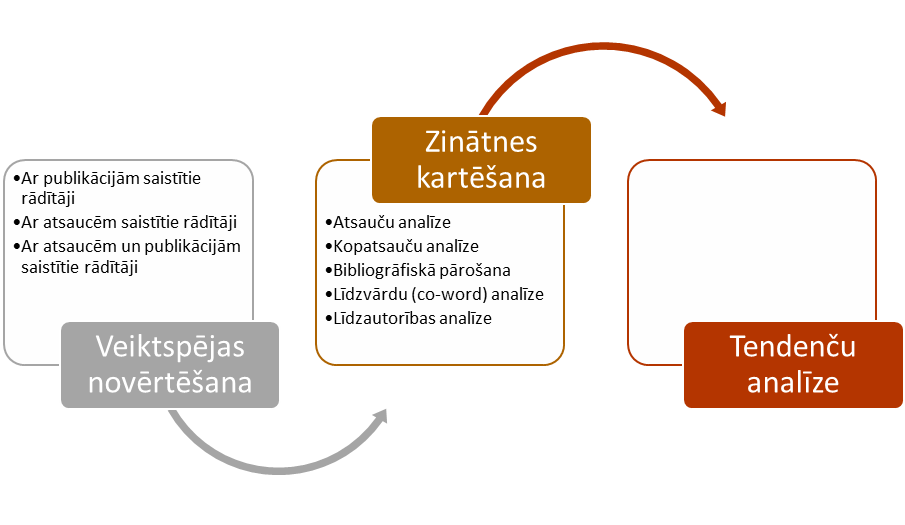 •Ar publikācijām saistītie
rādītāji
•Ar atsaucēm saistītie rādītāji
•Ar atsaucēm un publikācijām
saistītie rādītāji
Veiktspējas
novērtēšana
Zinātnes
kartēšana
•Atsauču analīze
•Kopatsauču analīze
•Bibliogrāfiskā pārošana
•Līdzvārdu (co-word) analīze
•Līdzautorības analīze
Tendenču
analīze